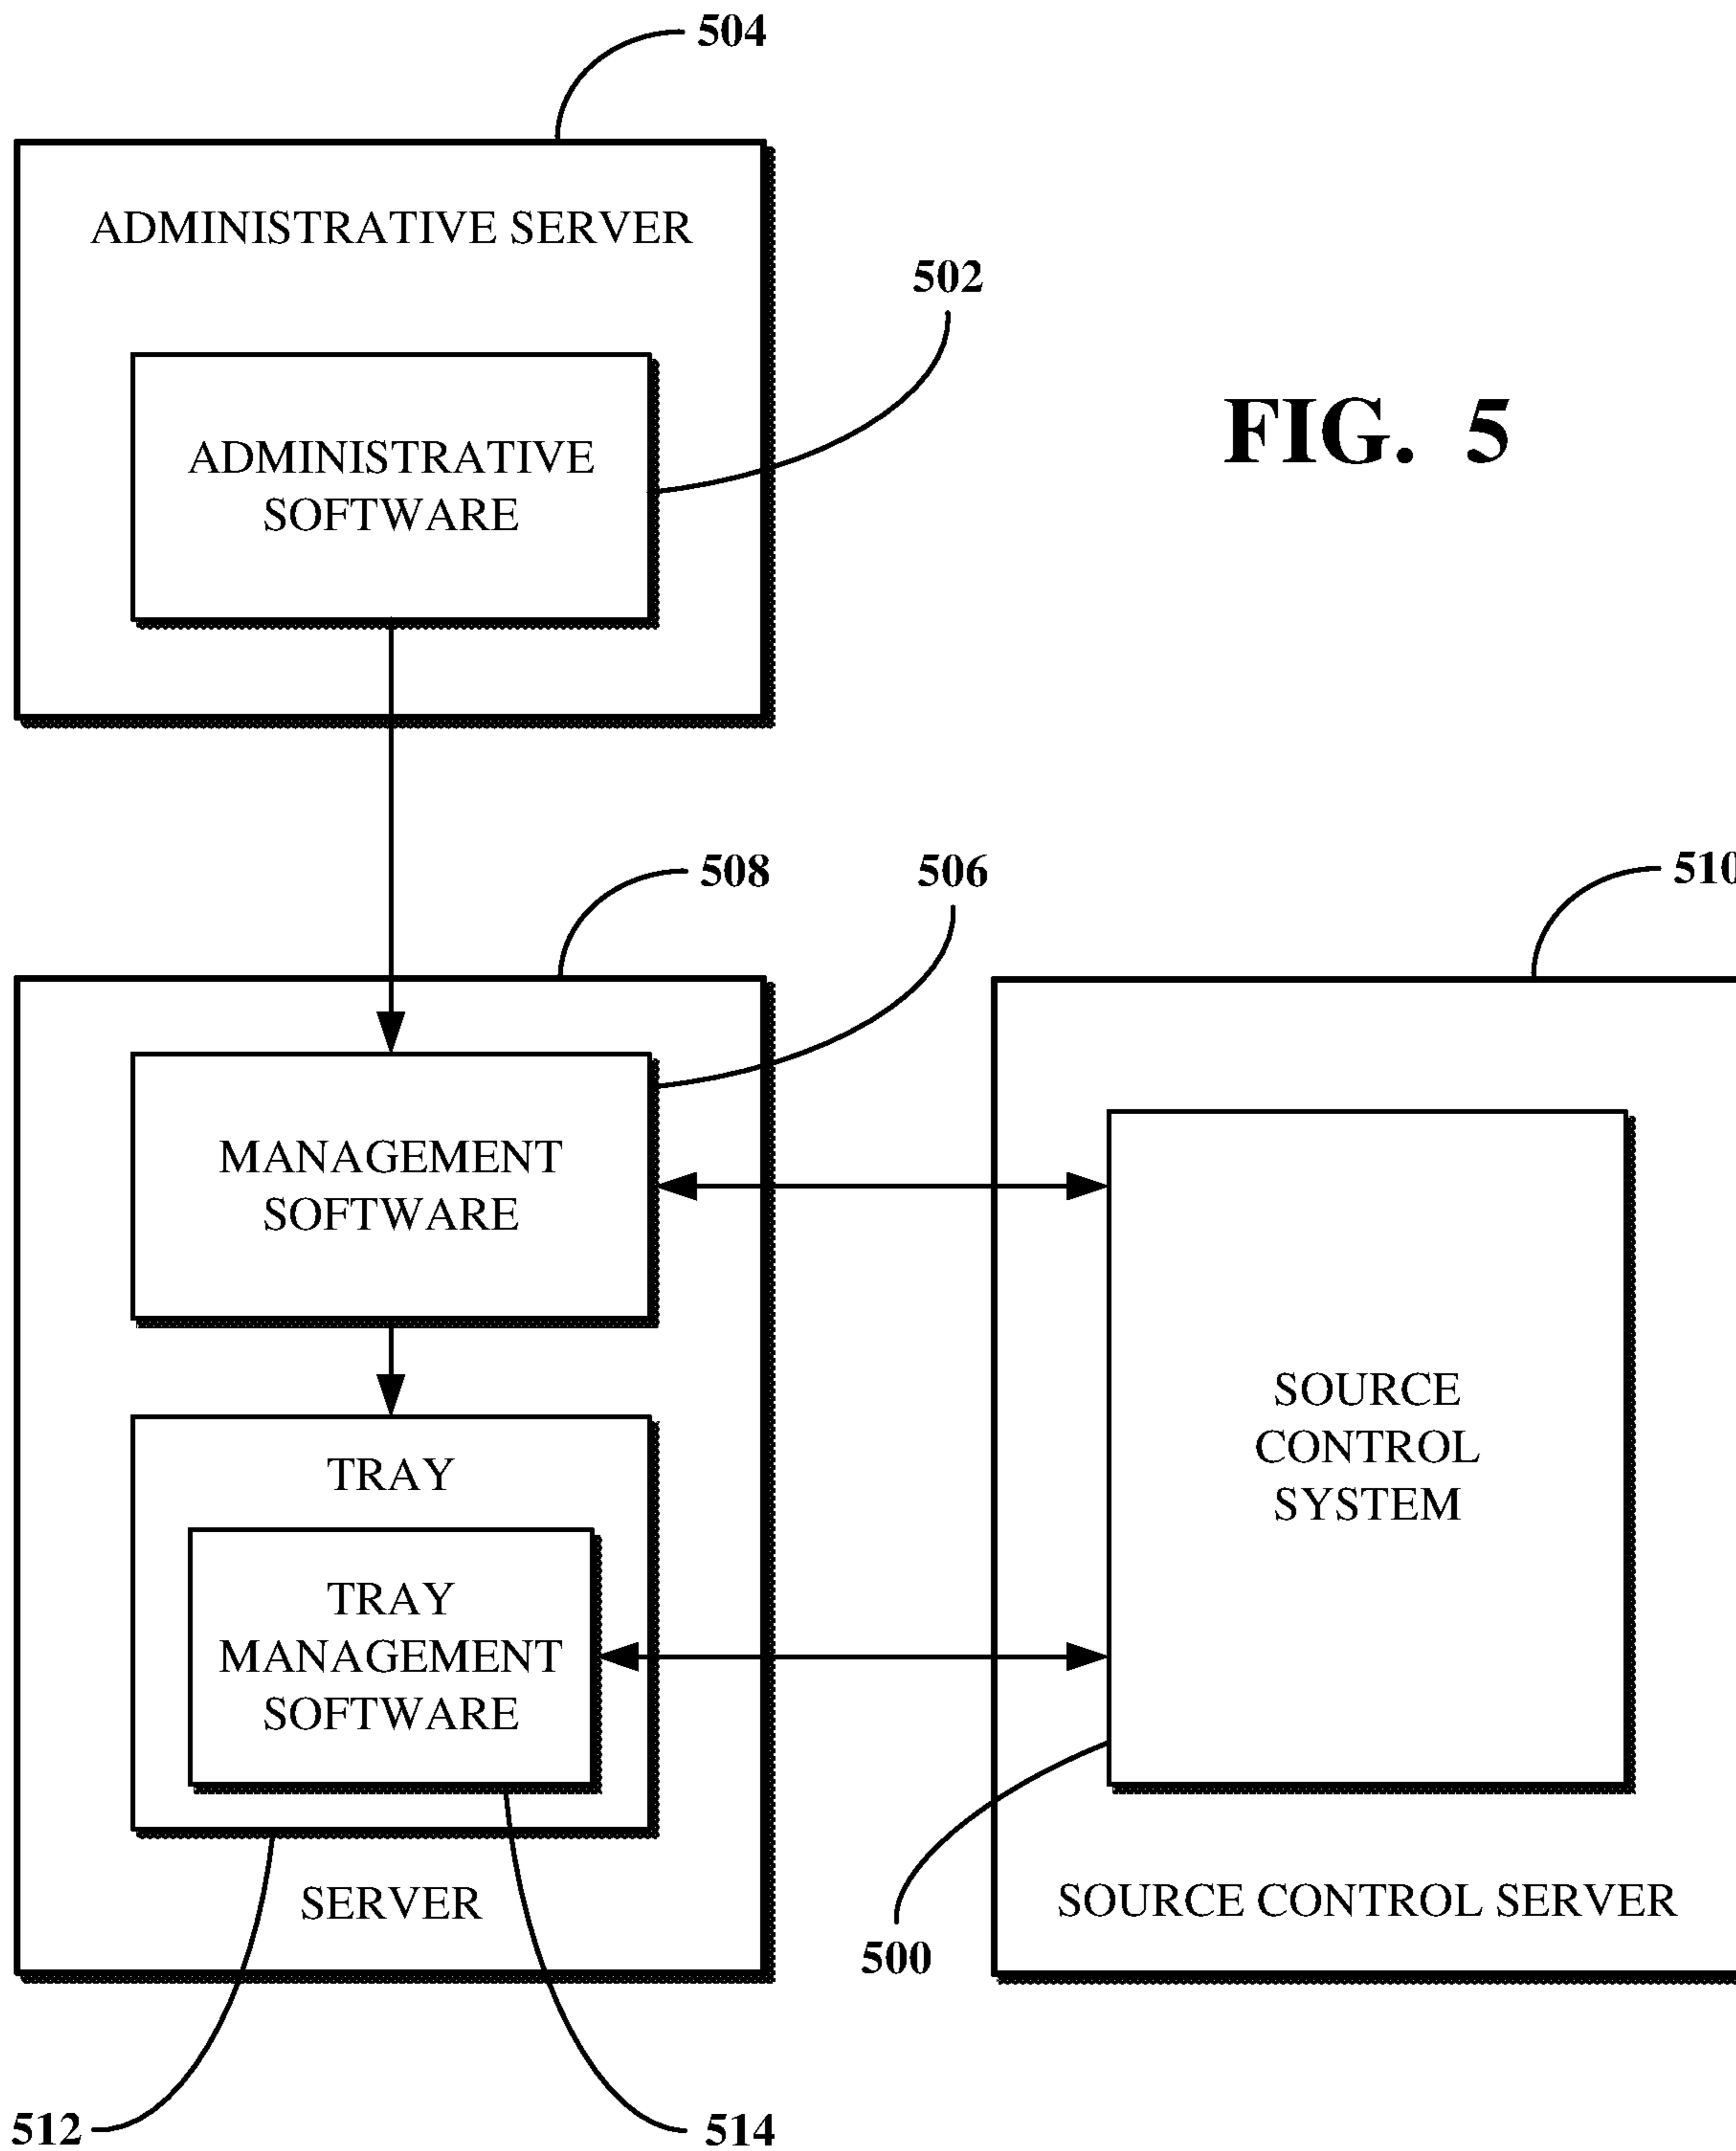 504
ADMINISTRATIVE SERVER
502
ADMINISTRATIVE
SOFTWARE
FIG. 5
508
506
510
MANAGEMENT
SOFTWARE
SOURCE
CONTROL
SYSTEM
TRAY
TRAY
MANAGEMENT
SOFTWARE
SERVER
SOURCE CONTROL SERVER
500
512
514